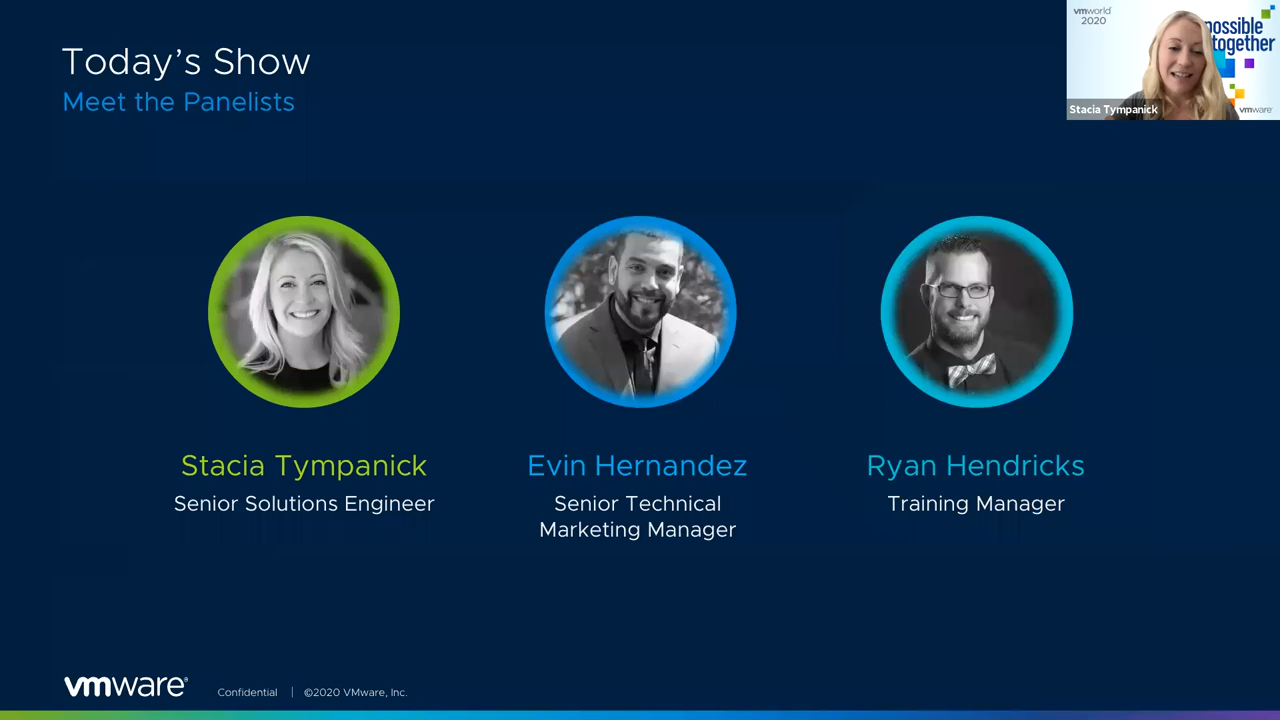 Today's Show
Meet the Panelists
vmworld
2020
possible
together
Stacia Tympanick
vmware
Stacia Tympanick
Senior Solutions Engineer
Evin Hernandez
Senior Technical
Marketing Manager
Ryan Hendricks
Training Manager
vmware®
Confidential | ©2020 VMware, Inc.